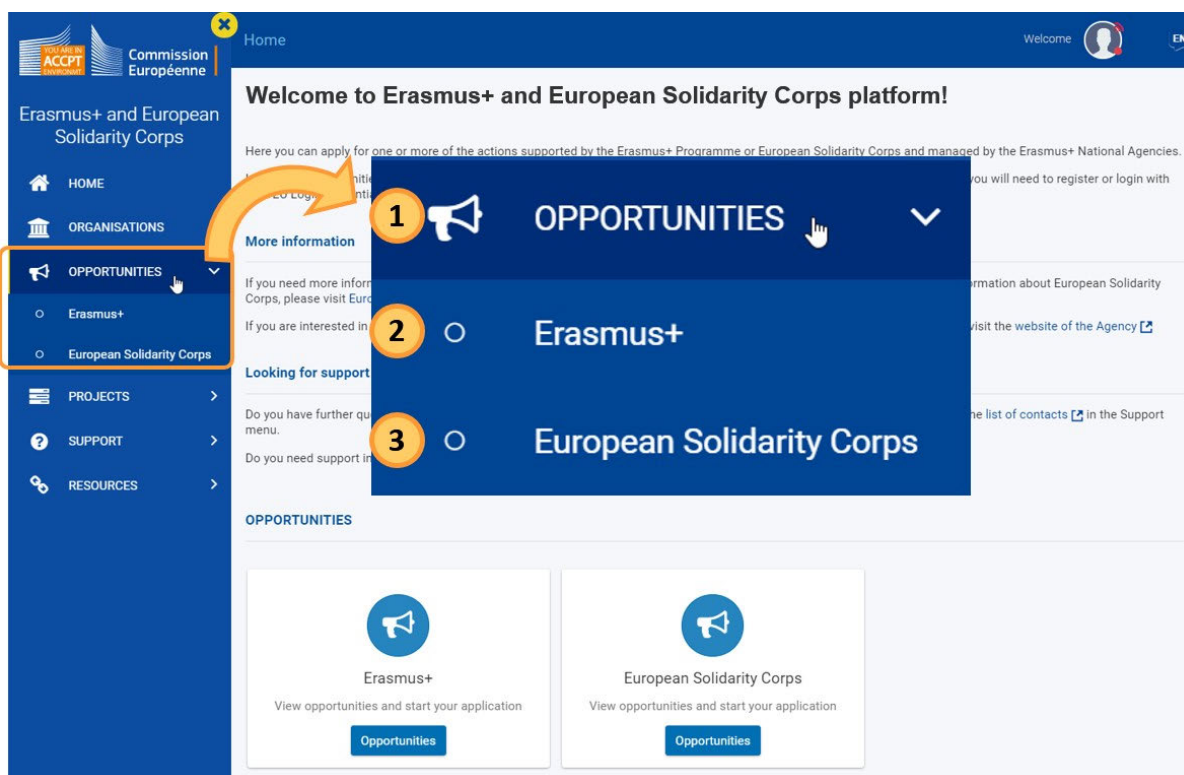 YOU ARE IN
ACCPT
ENVIRONMT.
Commission
Européenne
Erasmus+ and European
Solidarity Corps
HOME
ORGANISATIONS
OPPORTUNITIES
Erasmus+
European Solidarity Corps
PROJECTS
SUPPORT
RESOURCES
Home
Welcome
EN
Welcome to Erasmus+ and European Solidarity Corps platform!
Here you can apply for one or more of the actions supported by the Erasmus+ Programme or European Solidarity Corps and managed by the Erasmus+ National Agencies.
you will need to register or login with
More information
If you need more
ormation about European Solidarity
Corps, please visit
If you are interested in
visit the website of the Agency
Looking for support
Do you have further
list of contacts in the Support
menu.
Do you need support
1 OPPORTUNITIES
2 Erasmus+
3 European Solidarity Corps
OPPORTUNITIES
Erasmus+
View opportunities and start your application
Opportunities
European Solidarity Corps
View opportunities and start your application
Opportunities